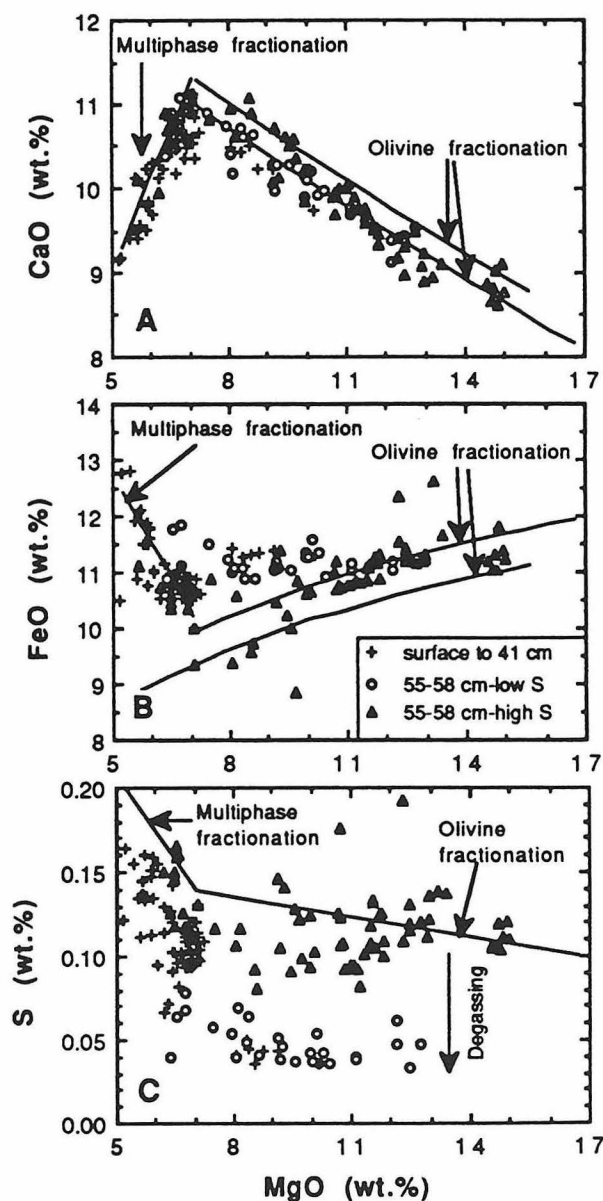 12
11
10
9
8
CaO (wt.%)
Multiphase fractionation
Olivine fractionation
A
5 8 11 14 17
14
13
12
11
10
9
8
FeO (wt.%)
Multiphase fractionation
Olivine fractionation
surface to 41 cm
55-58 cm-low S
55-58 cm-high S
B
5 8 11 14 17
0.20
0.15
0.10
0.05
0.00
S (wt.%)
Multiphase
fractionation
Olivine
fractionation
Degassing
C
5 8 11 14 17
MgO (wt.%)